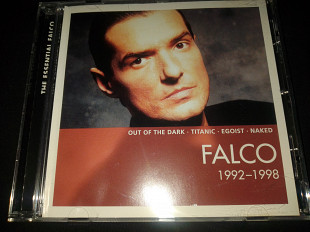 THE ESSENTIAL FALCO
OUT OF THE DARK · TITANIC · EGOIST · NAKED
FALCO
1992–1998